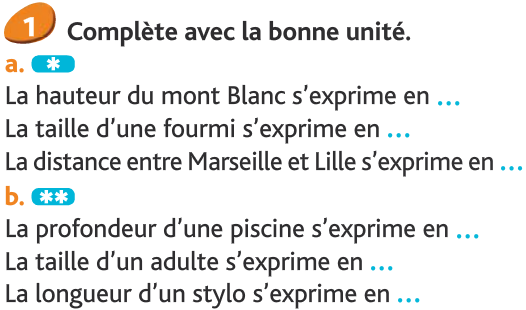 1 Complète avec la bonne unité.
a. *
La hauteur du mont Blanc s’exprime en ...
La taille d’une fourmi s’exprime en ...
La distance entre Marseille et Lille s’exprime en ...
b. **
La profondeur d’une piscine s’exprime en ...
La taille d’un adulte s’exprime en ...
La longueur d’un stylo s’exprime en ...